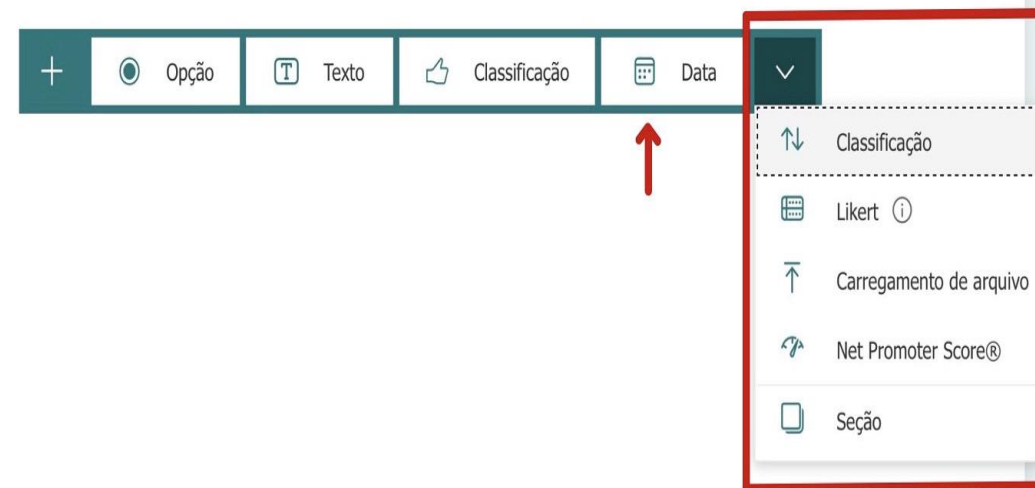 Opção
Texto
Classificação
Data
Classificação
Likert
Carregamento de arquivo
Net Promoter Score®
Seção